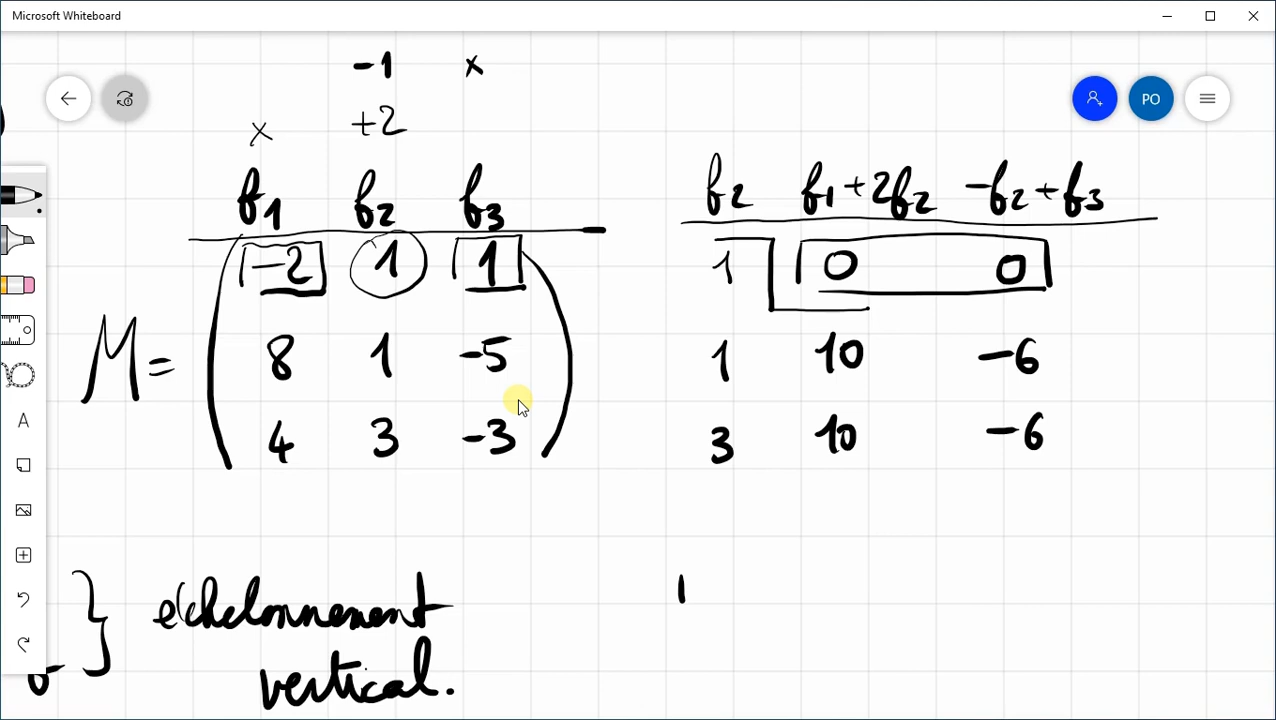 Microsoft Whiteboard
-1 x
x +2
f1 f2 f3
f2 f1+2f2 -f2+f3
PO
-2 1 1
1 0 0
M=
8 1 -5
1 10 -6
4 3 -3
3 10 -6
A
} échelonnement
vertical.